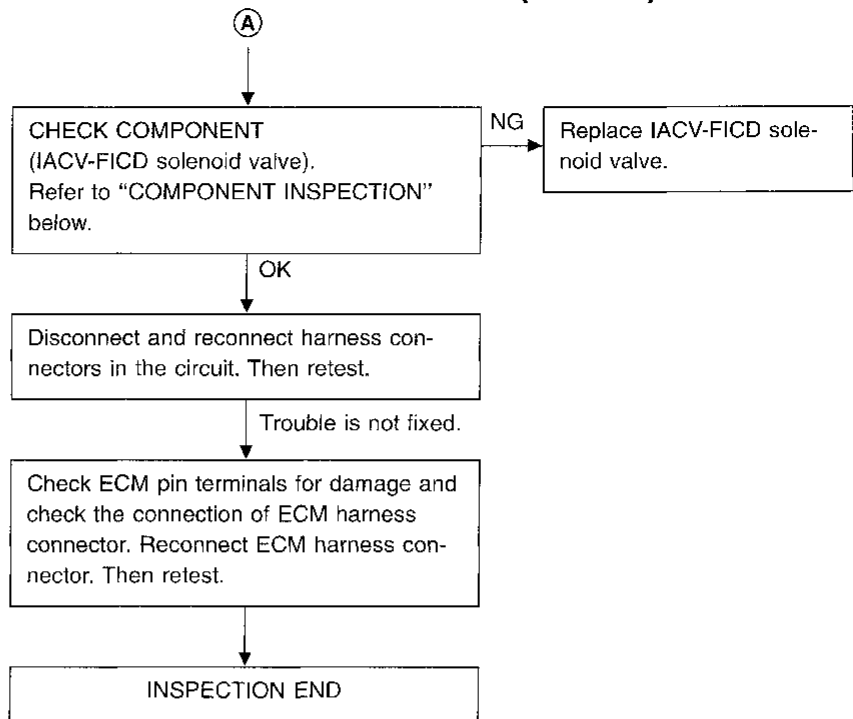 A
CHECK COMPONENT
(IACV-FICD solenoid valve).
Refer to “COMPONENT INSPECTION”
below.
NG
Replace IACV-FICD sole-
noid valve.
OK
Disconnect and reconnect harness con-
nectors in the circuit. Then retest.
Trouble is not fixed.
Check ECM pin terminals for damage and
check the connection of ECM harness
connector. Reconnect ECM harness con-
nector. Then retest.
INSPECTION END